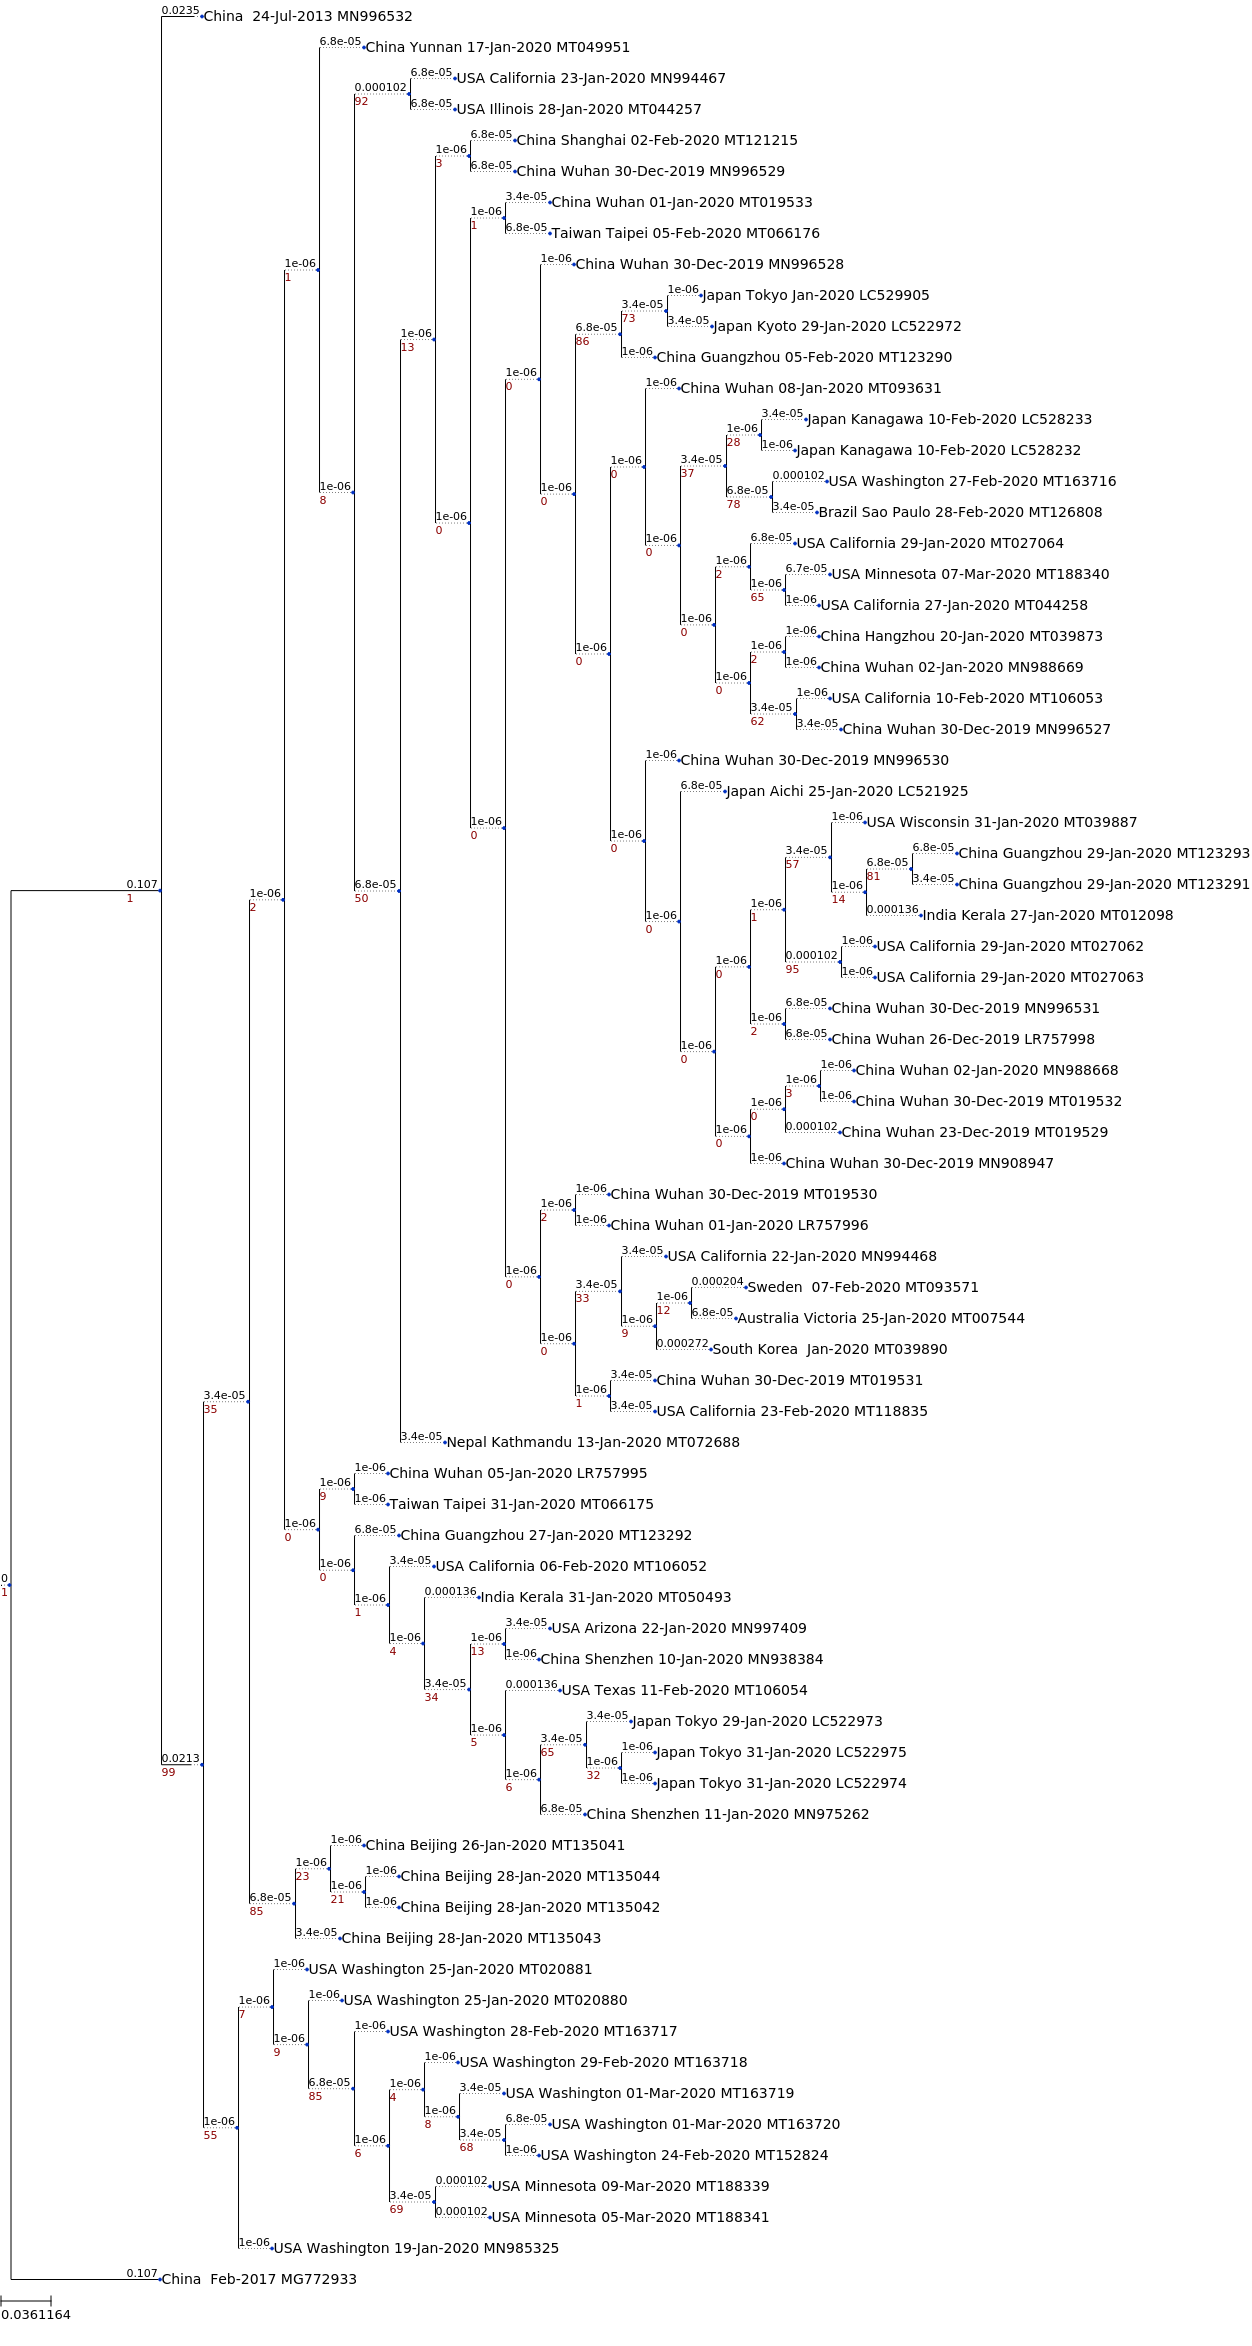 0.0235 China  24-Jul-2013 MN996532
6.8e-05 China Yunnan 17-Jan-2020 MT049951
6.8e-05 USA California 23-Jan-2020 MN994467
0.000102
92
6.8e-05 USA Illinois 28-Jan-2020 MT044257
6.8e-05 China Shanghai 02-Feb-2020 MT121215
1e-06
3
6.8e-05 China Wuhan 30-Dec-2019 MN996529
3.4e-05 China Wuhan 01-Jan-2020 MT019533
1e-06
1
6.8e-05 Taiwan Taipei 05-Feb-2020 MT066176
1e-06 China Wuhan 30-Dec-2019 MN996528
1e-06
1
1e-06 Japan Tokyo Jan-2020 LC529905
3.4e-05
73
3.4e-05 Japan Kyoto 29-Jan-2020 LC522972
6.8e-05
86
1e-06
13
1e-06 China Guangzhou 05-Feb-2020 MT123290
1e-06
0
1e-06 China Wuhan 08-Jan-2020 MT093631
3.4e-05 Japan Kanagawa 10-Feb-2020 LC528233
1e-06
28
1e-06 Japan Kanagawa 10-Feb-2020 LC528232
1e-06
0
3.4e-05
37
0.000102 USA Washington 27-Feb-2020 MT163716
1e-06
8
1e-06
0
6.8e-05
78
3.4e-05 Brazil Sao Paulo 28-Feb-2020 MT126808
1e-06
0
6.8e-05 USA California 29-Jan-2020 MT027064
1e-06
0
1e-06
2
6.7e-05 USA Minnesota 07-Mar-2020 MT188340
1e-06
65
1e-06 USA California 27-Jan-2020 MT044258
1e-06
0
1e-06 China Hangzhou 20-Jan-2020 MT039873
1e-06
0
1e-06
2
1e-06 China Wuhan 02-Jan-2020 MN988669
1e-06
0
1e-06 USA California 10-Feb-2020 MT106053
3.4e-05
62
3.4e-05 China Wuhan 30-Dec-2019 MN996527
1e-06 China Wuhan 30-Dec-2019 MN996530
6.8e-05 Japan Aichi 25-Jan-2020 LC521925
1e-06 USA Wisconsin 31-Jan-2020 MT039887
1e-06
0
1e-06
0
6.8e-05 China Guangzhou 29-Jan-2020 MT123293
3.4e-05
57
6.8e-05
81
3.4e-05 China Guangzhou 29-Jan-2020 MT123291
0.107
1
6.8e-05
50
1e-06
14
1e-06
2
0.000136 India Kerala 27-Jan-2020 MT012098
1e-06
1
1e-06
0
1e-06 USA California 29-Jan-2020 MT027062
0.000102
95
1e-06
0
1e-06 USA California 29-Jan-2020 MT027063
6.8e-05 China Wuhan 30-Dec-2019 MN996531
1e-06
2
6.8e-05 China Wuhan 26-Dec-2019 LR757998
1e-06
0
1e-06 China Wuhan 02-Jan-2020 MN988668
1e-06
3
1e-06 China Wuhan 30-Dec-2019 MT019532
1e-06
0
0.000102 China Wuhan 23-Dec-2019 MT019529
1e-06
0
1e-06 China Wuhan 30-Dec-2019 MN908947
1e-06 China Wuhan 30-Dec-2019 MT019530
1e-06
2
1e-06 China Wuhan 01-Jan-2020 LR757996
3.4e-05 USA California 22-Jan-2020 MN994468
1e-06
0
0.000204 Sweden  07-Feb-2020 MT093571
3.4e-05
33
1e-06
12
6.8e-05 Australia Victoria 25-Jan-2020 MT007544
1e-06
9
1e-06
0
0.000272 South Korea  Jan-2020 MT039890
3.4e-05 China Wuhan 30-Dec-2019 MT019531
1e-06
1
3.4e-05
35
3.4e-05 USA California 23-Feb-2020 MT118835
3.4e-05 Nepal Kathmandu 13-Jan-2020 MT072688
1e-06 China Wuhan 05-Jan-2020 LR757995
1e-06
9
1e-06 Taiwan Taipei 31-Jan-2020 MT066175
1e-06
0
6.8e-05 China Guangzhou 27-Jan-2020 MT123292
1e-06
0
3.4e-05 USA California 06-Feb-2020 MT106052
0
1
0.000136 India Kerala 31-Jan-2020 MT050493
1e-06
1
3.4e-05 USA Arizona 22-Jan-2020 MN997409
1e-06
4
1e-06
13
1e-06 China Shenzhen 10-Jan-2020 MN938384
3.4e-05
34
0.000136 USA Texas 11-Feb-2020 MT106054
3.4e-05 Japan Tokyo 29-Jan-2020 LC522973
1e-06
5
3.4e-05
65
1e-06 Japan Tokyo 31-Jan-2020 LC522975
0.0213
99
1e-06
32
1e-06 Japan Tokyo 31-Jan-2020 LC522974
1e-06
6
6.8e-05 China Shenzhen 11-Jan-2020 MN975262
1e-06 China Beijing 26-Jan-2020 MT135041
1e-06
23
1e-06 China Beijing 28-Jan-2020 MT135044
1e-06
21
1e-06 China Beijing 28-Jan-2020 MT135042
6.8e-05
85
3.4e-05 China Beijing 28-Jan-2020 MT135043
1e-06 USA Washington 25-Jan-2020 MT020881
1e-06
7
1e-06 USA Washington 25-Jan-2020 MT020880
1e-06 USA Washington 28-Feb-2020 MT163717
1e-06
9
1e-06 USA Washington 29-Feb-2020 MT163718
6.8e-05
85
1e-06
4
3.4e-05 USA Washington 01-Mar-2020 MT163719
1e-06
55
1e-06
8
6.8e-05 USA Washington 01-Mar-2020 MT163720
3.4e-05
68
1e-06
6
1e-06 USA Washington 24-Feb-2020 MT152824
0.000102 USA Minnesota 09-Mar-2020 MT188339
3.4e-05
69
0.000102 USA Minnesota 05-Mar-2020 MT188341
1e-06 USA Washington 19-Jan-2020 MN985325
0.107 China  Feb-2017 MG772933
0.0361164